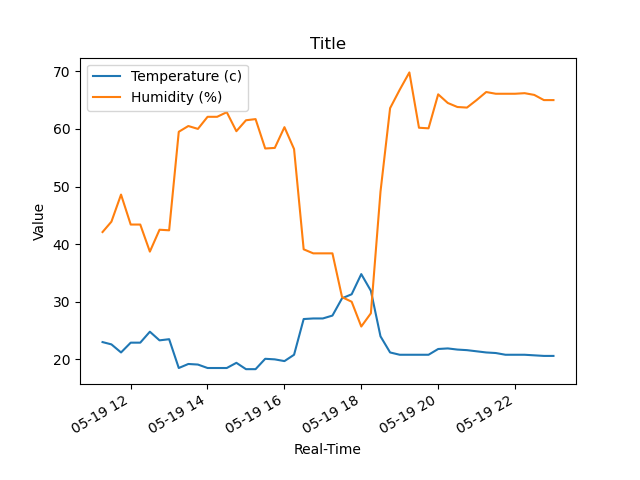 Title
Temperature (c)
Humidity (%)
70
60
50
40
30
20
Value
05-19 12
05-19 14
05-19 16
05-19 18
05-19 20
05-19 22
Real-Time